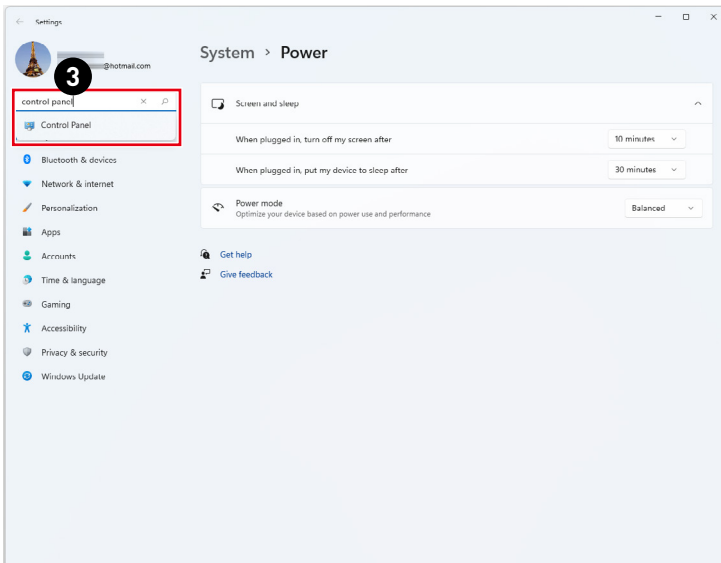 Settings
@hotmail.com
3
control panel
Control Panel
Bluetooth & devices
Network & internet
Personalization
Apps
Accounts
Time & language
Gaming
Accessibility
Privacy & security
Windows Update
System > Power
Screen and sleep
When plugged in, turn off my screen after
10 minutes
When plugged in, put my device to sleep after
30 minutes
Power mode
Optimize your device based on power use and performance
Balanced
Get help
Give feedback